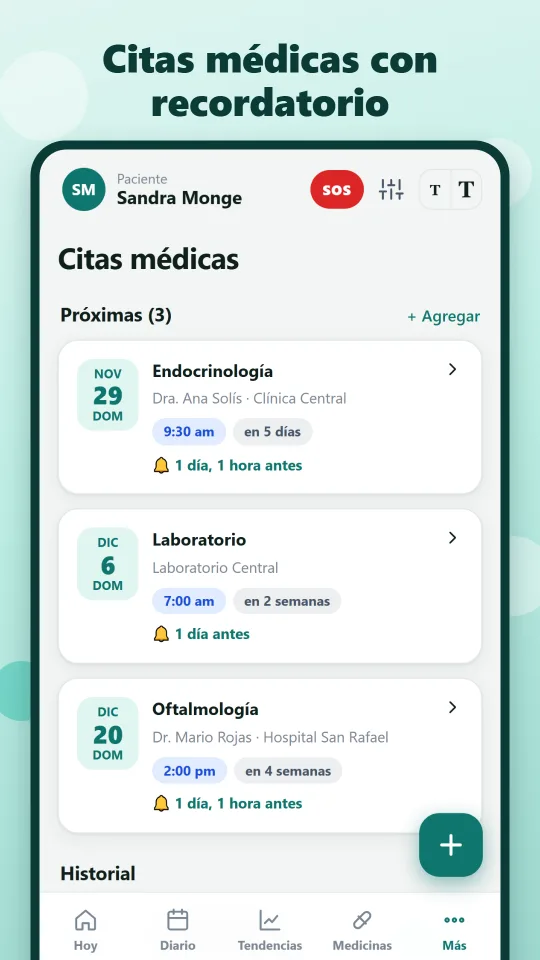 Citas médicas con
recordatorio
SM
Paciente
Sandra Monge
SOS
T
T
Citas médicas
Próximas (3)
+ Agregar
NOV
29
DOM
Endocrinología
Dra. Ana Solís · Clínica Central
9:30 am
en 5 días
1 día, 1 hora antes
DIC
6
DOM
Laboratorio
Laboratorio Central
7:00 am
en 2 semanas
1 día antes
DIC
20
DOM
Oftalmología
Dr. Mario Rojas · Hospital San Rafael
2:00 pm
en 4 semanas
1 día, 1 hora antes
Historial
Hoy
Diario
Tendencias
Medicinas
Más